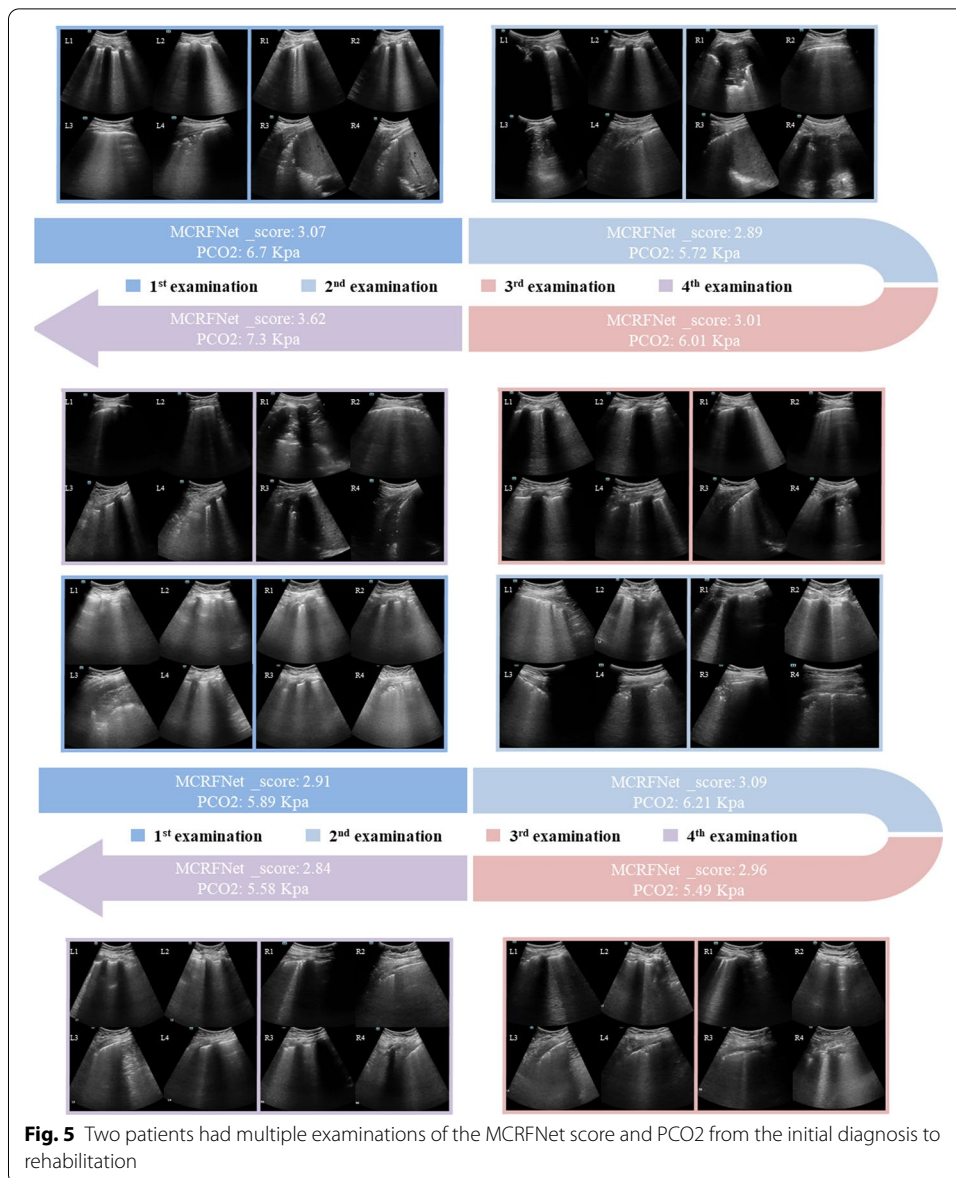 L1 L2 R1 R2
L3 L4 R3 R4
L1 L2 R1 R2
L3 L4 R3 R4
MCRFNet _score: 3.07
PCO2: 6.7 Kpa
MCRFNet _score: 2.89
PCO2: 5.72 Kpa
1st examination 2nd examination 3rd examination 4th examination
MCRFNet _score: 3.62
PCO2: 7.3 Kpa
MCRFNet _score: 3.01
PCO2: 6.01 Kpa
L1 L2 R1 R2
L3 L4 R3 R4
L1 L2 R1 R2
L3 L4 R3 R4
L1 L2 R1 R2
L3 L4 R3 R4
L1 L2 R1 R2
L3 L4 R3 R4
MCRFNet _score: 2.91
PCO2: 5.89 Kpa
MCRFNet _score: 3.09
PCO2: 6.21 Kpa
1st examination 2nd examination 3rd examination 4th examination
MCRFNet _score: 2.84
PCO2: 5.58 Kpa
MCRFNet _score: 2.96
PCO2: 5.49 Kpa
L1 L2 R1 R2
L3 L4 R3 R4
L1 L2 R1 R2
L3 L4 R3 R4
Fig. 5 Two patients had multiple examinations of the MCRFNet score and PCO2 from the initial diagnosis to
rehabilitation